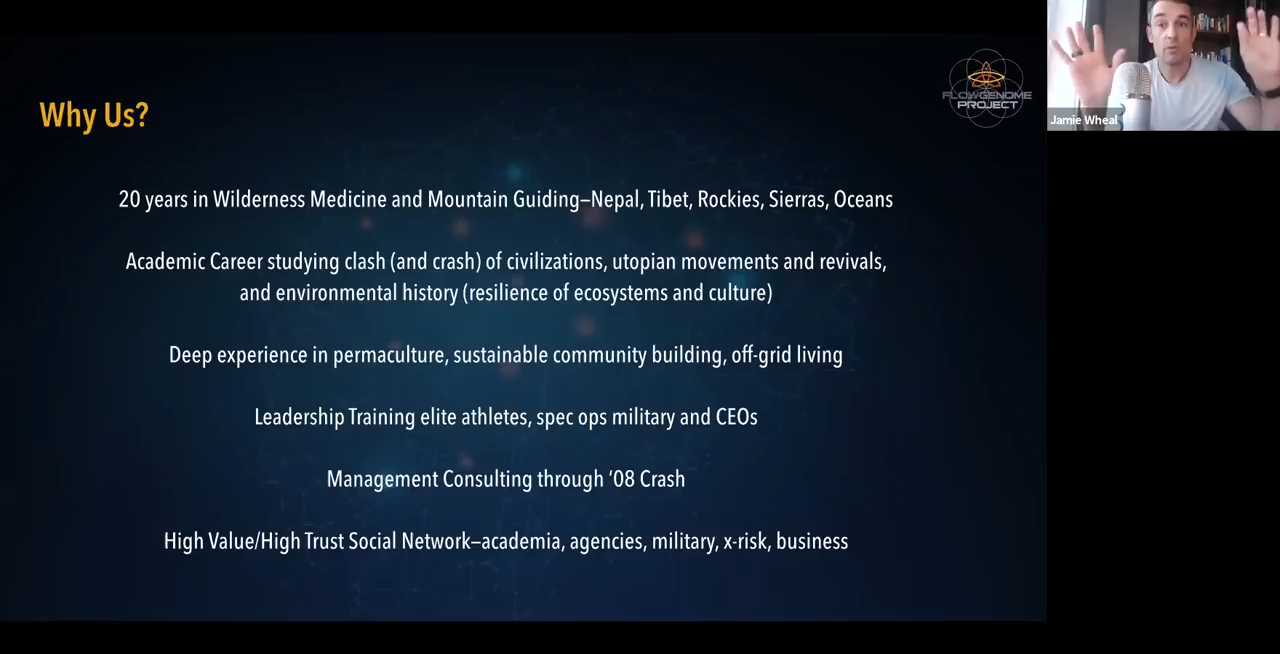 Why Us?
FLOWGENOME
PROJECT
Jamie Wheal
20 years in Wilderness Medicine and Mountain Guiding—Nepal, Tibet, Rockies, Sierras, Oceans
Academic Career studying clash (and crash) of civilizations, utopian movements and revivals,
and environmental history (resilience of ecosystems and culture)
Deep experience in permaculture, sustainable community building, off-grid living
Leadership Training elite athletes, spec ops military and CEOs
Management Consulting through ’08 Crash
High Value/High Trust Social Network—academia, agencies, military, x-risk, business